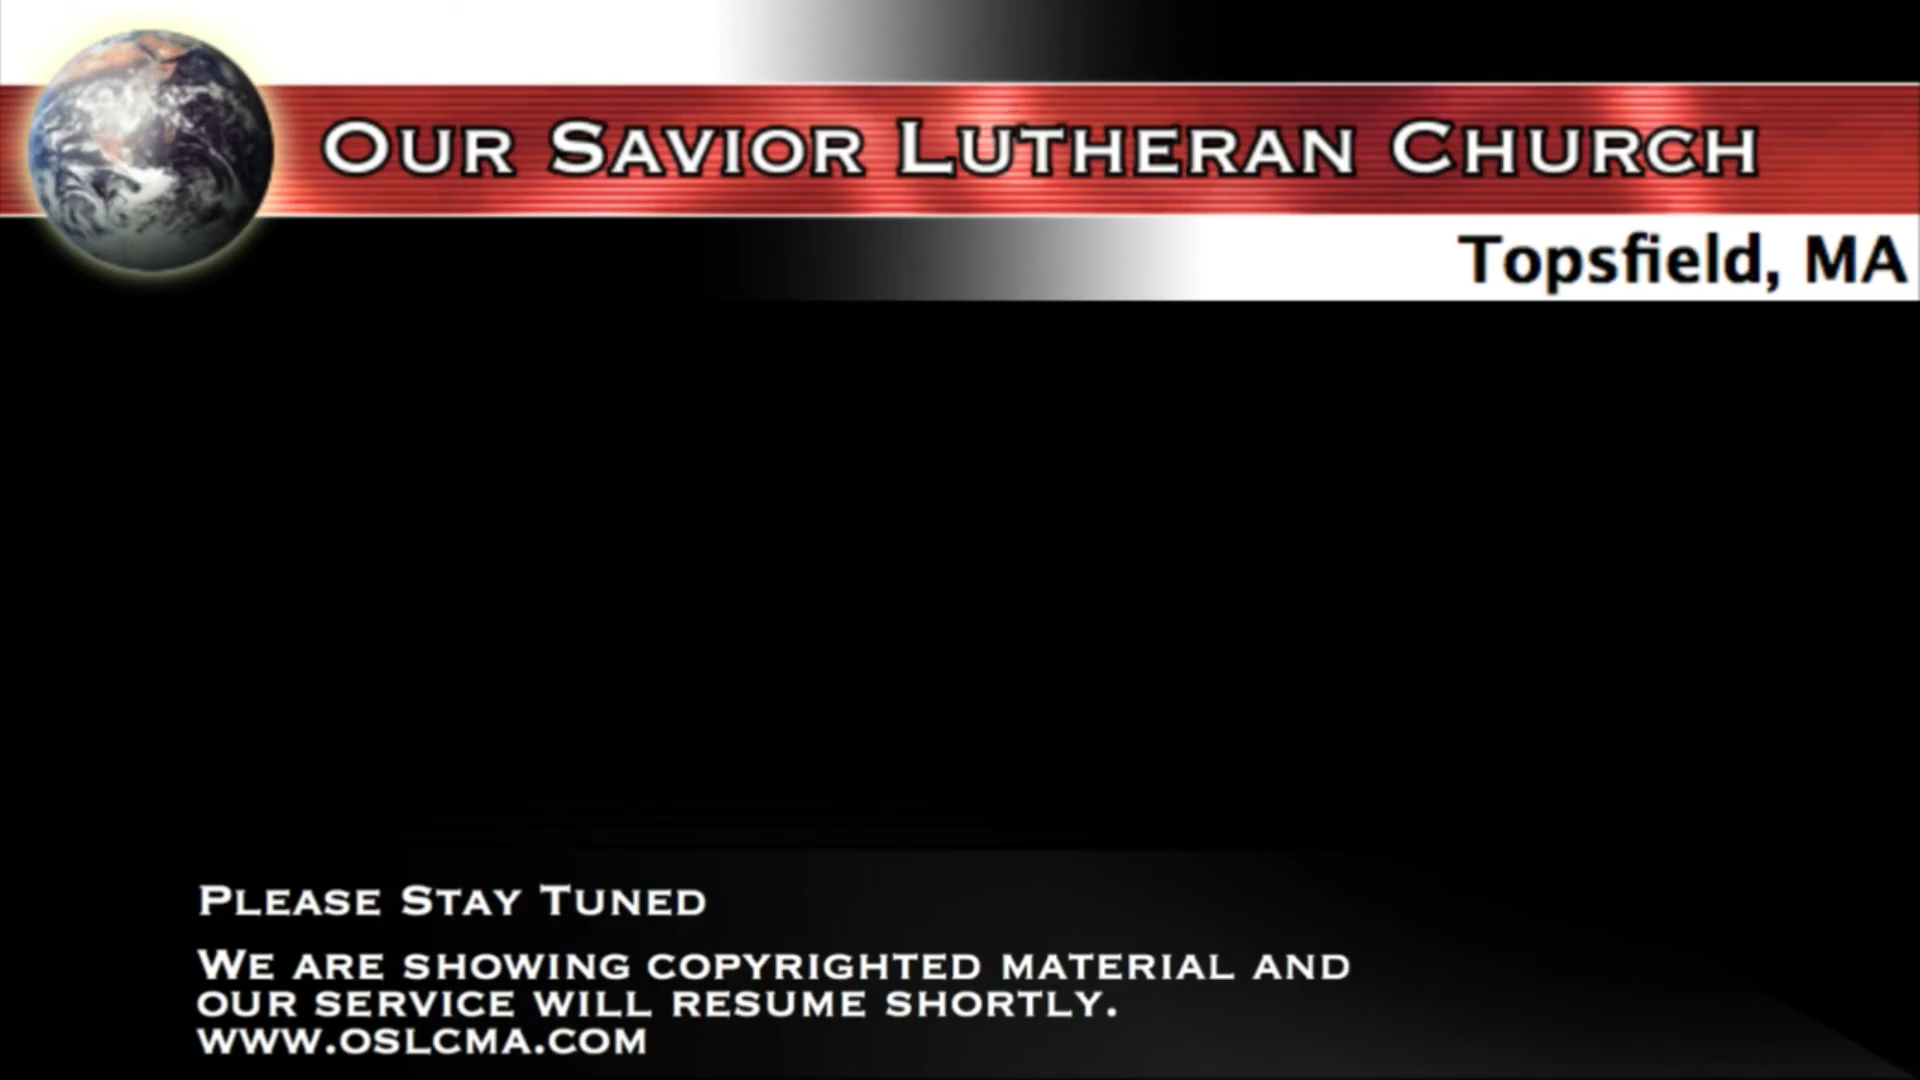 Our Savior Lutheran Church
Topsfield, MA
Please Stay Tuned
We are showing copyrighted material and
our service will resume shortly.
www.oslcma.com